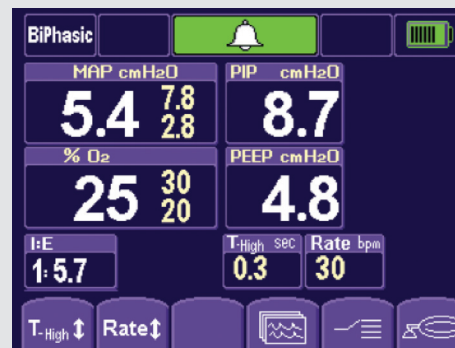 BiPhasic
MAP cmH2O PIP cmH2O
5.4 7.8 2.8 8.7
% O2 PEEP cmH2O
25 30 20 4.8
I:E T-High sec Rate bpm
1: 5.7 0.3 30
T-High Rate